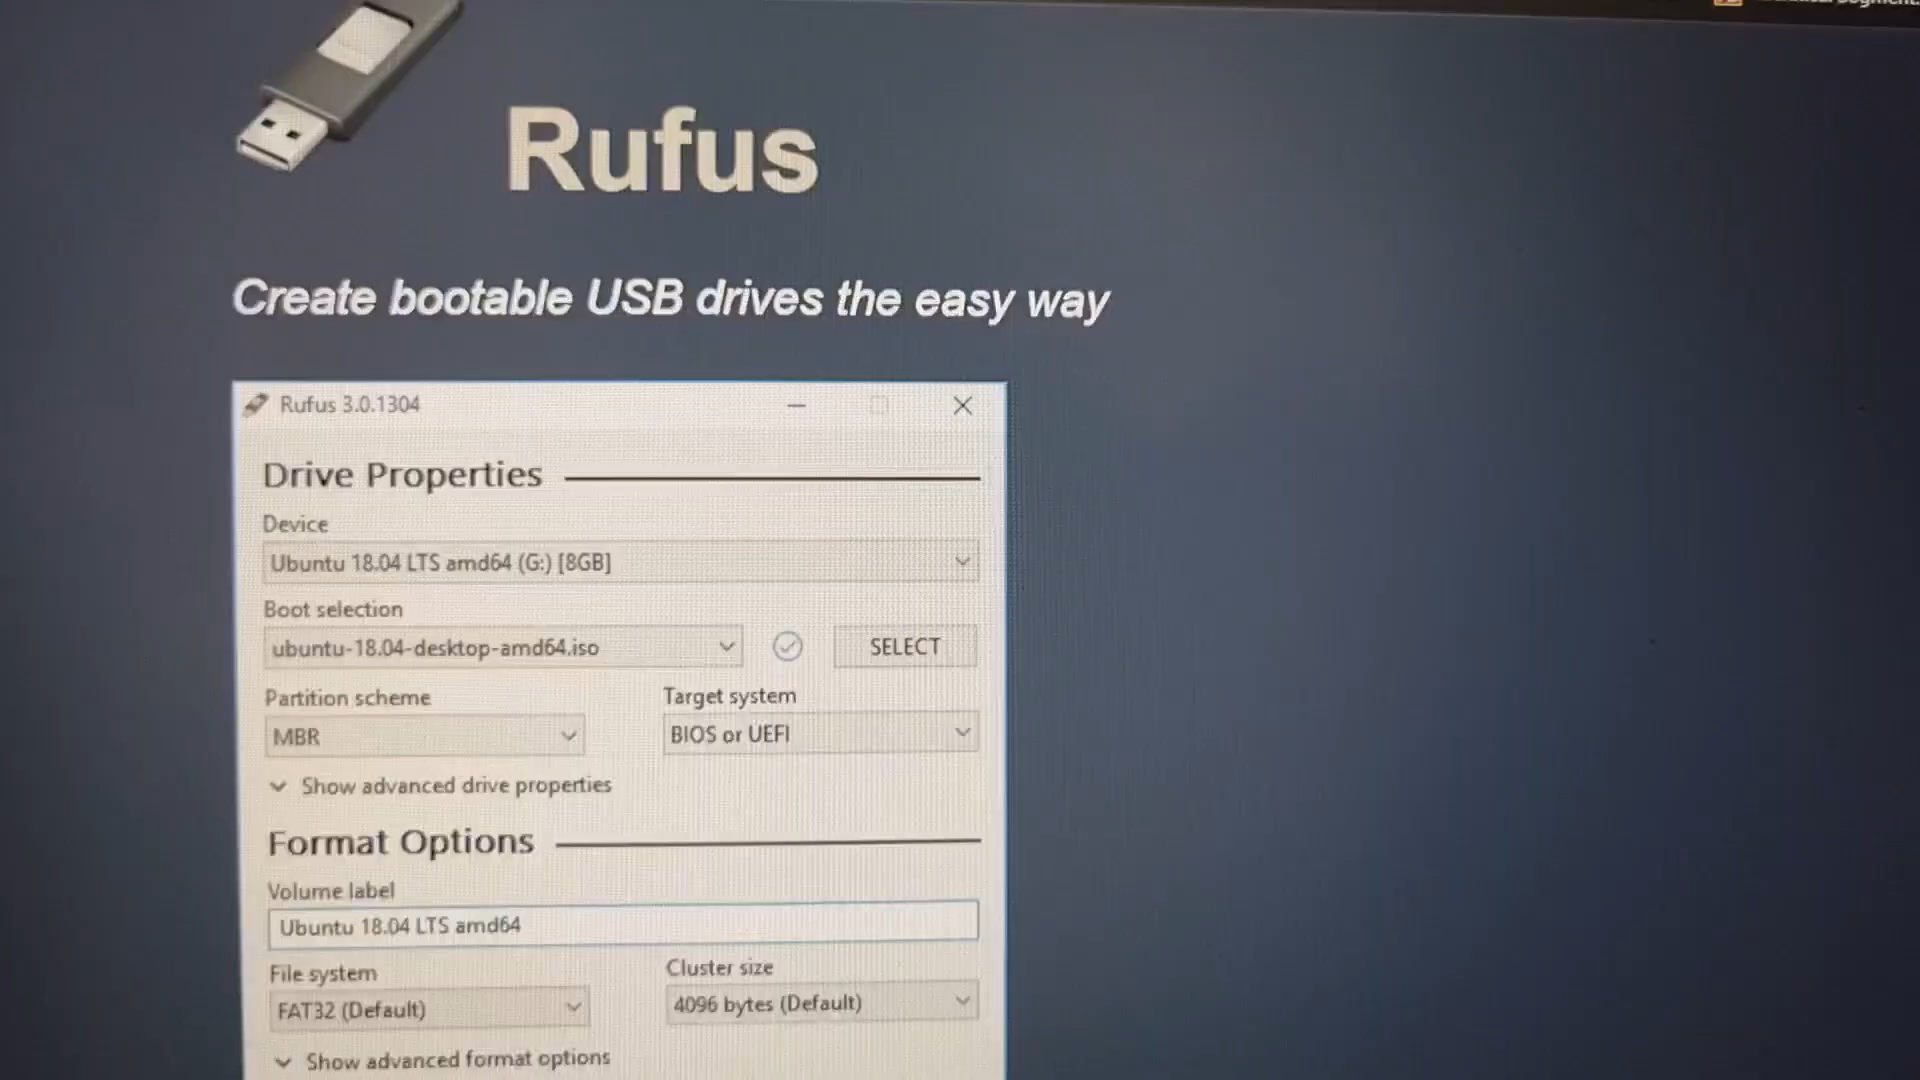 Rufus
Create bootable USB drives the easy way
Rufus 3.0.1304
Drive Properties
Device
Ubuntu 18.04 LTS amd64 (G:) [8GB]
Boot selection
ubuntu-18.04-desktop-amd64.iso
SELECT
Partition scheme
Target system
MBR
BIOS or UEFI
Show advanced drive properties
Format Options
Volume label
Ubuntu 18.04 LTS amd64
File system
Cluster size
FAT32 (Default)
4096 bytes (Default)
Show advanced format options